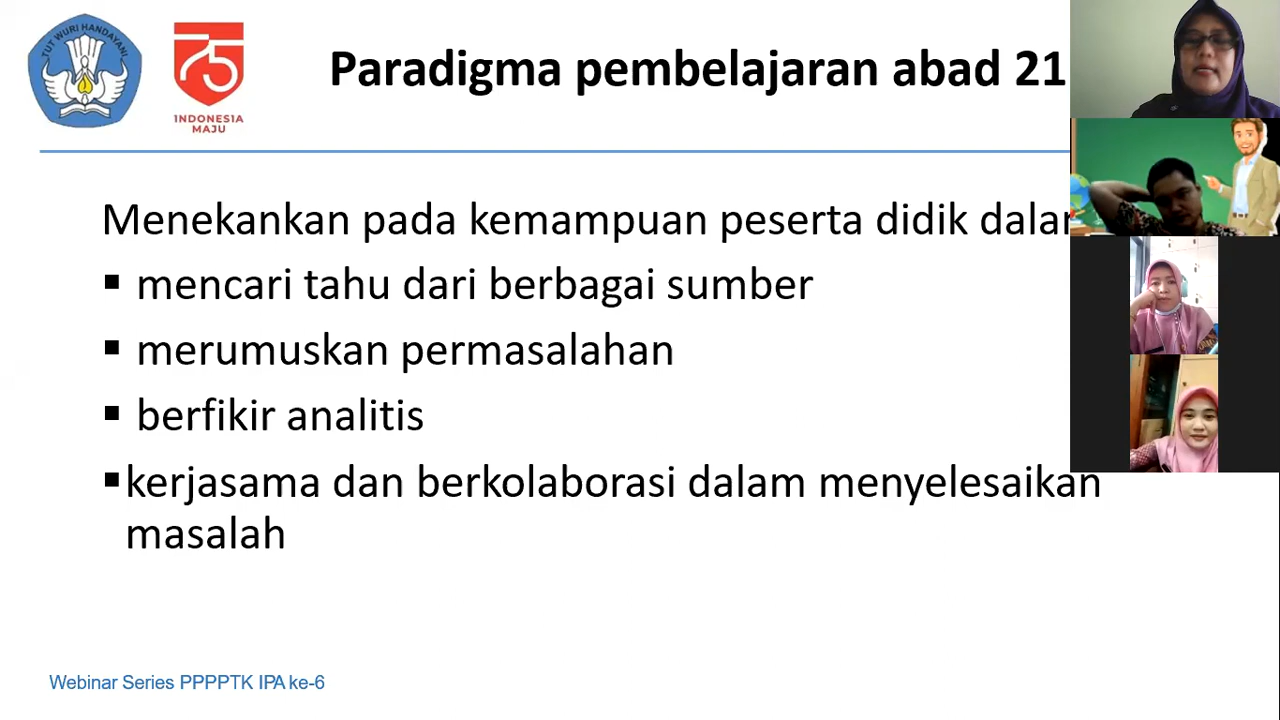 TUT WURI HANDAYANI
75
INDONESIA
MAJU
Paradigma pembelajaran abad 21
Menekankan pada kemampuan peserta didik
▪ mencari tahu dari berbagai sumber
▪ merumuskan permasalahan
▪ berfikir analitis
▪kerjasama dan berkolaborasi dalam menyelesaikan
masalah
Webinar Series PPPPTK IPA ke-6